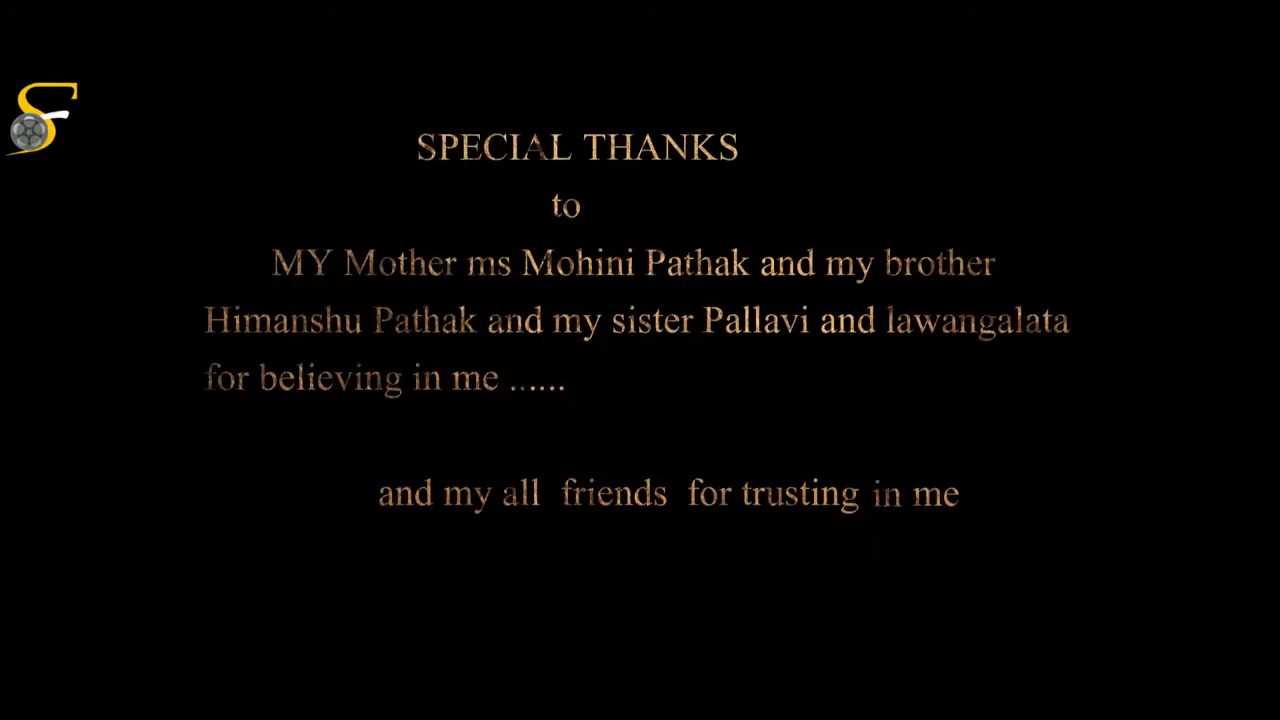 SPECIAL THANKS
to
MY Mother ms Mohini Pathak and my brother
Himanshu Pathak and my sister Pallavi and lawangalata
for believing in me ......
and my all friends for trusting in me